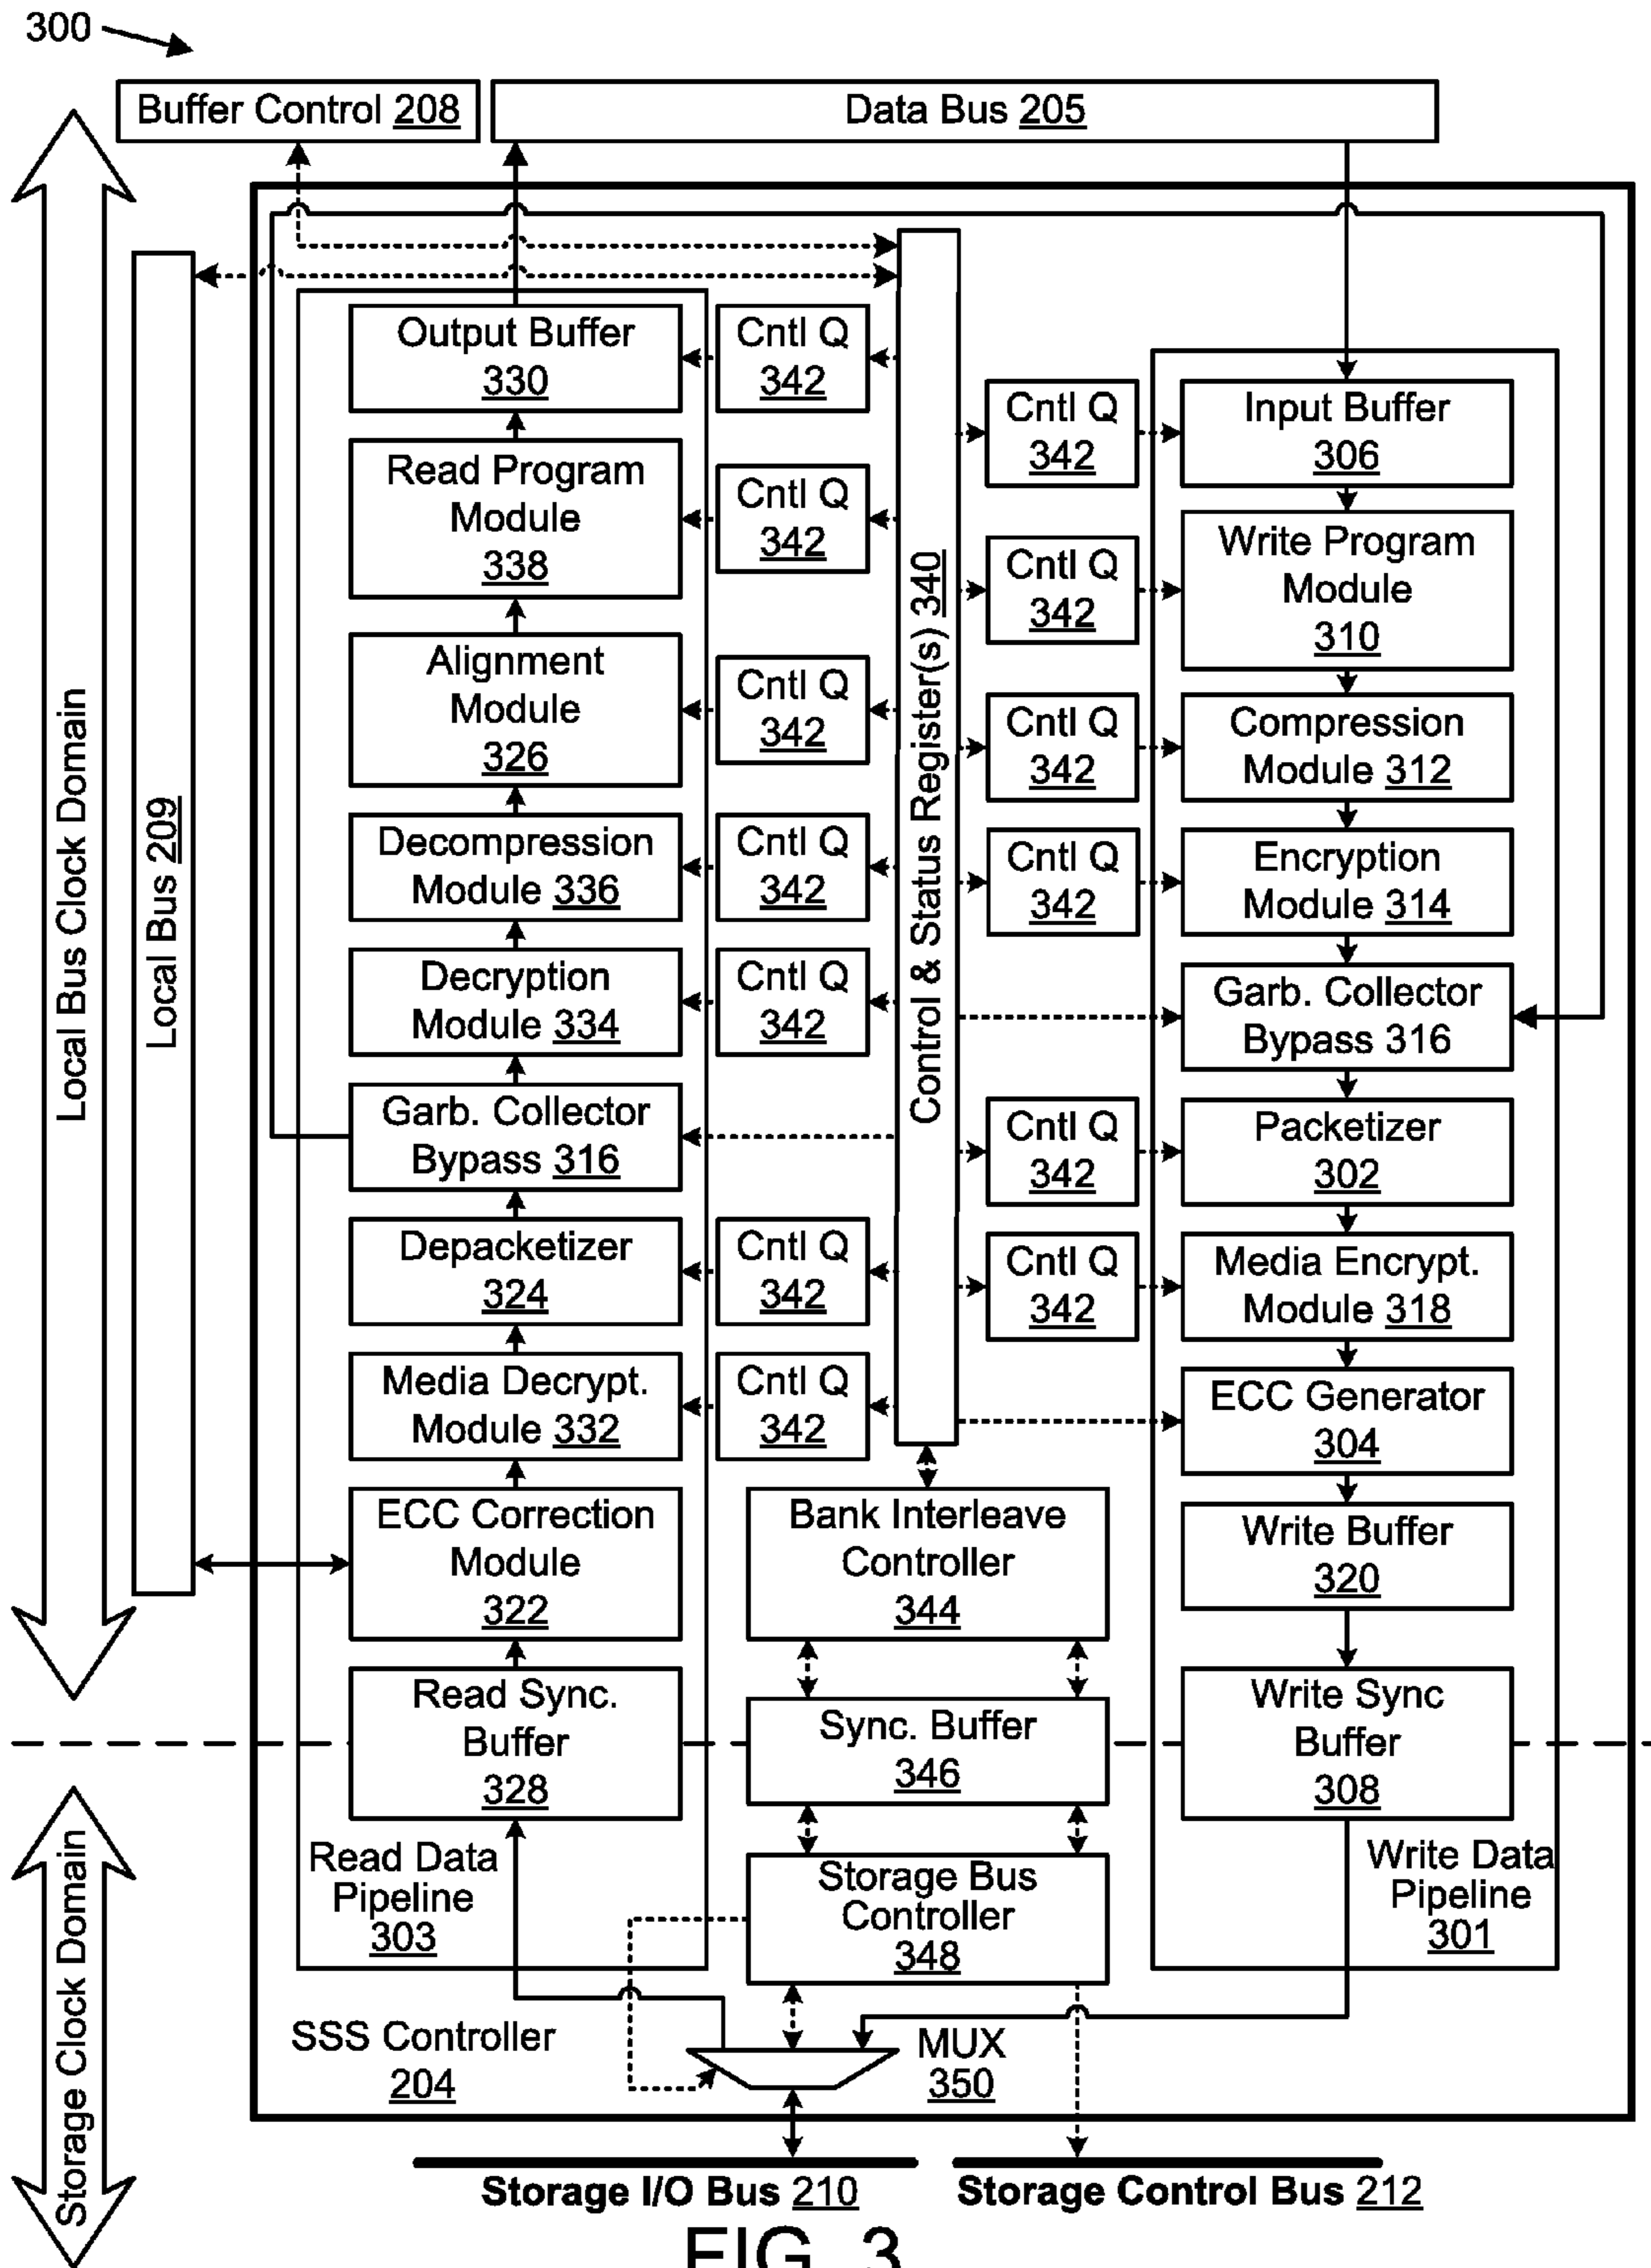 300
Buffer Control 208
Data Bus 205
Local Bus Clock Domain
Local Bus 209
Output Buffer
330
Read Program
Module
338
Alignment
Module
326
Decompression
Module 336
Decryption
Module 334
Garb. Collector
Bypass 316
Depacketizer
324
Media Decrypt.
Module 332
ECC Correction
Module
322
Read Sync.
Buffer
328
Read Data
Pipeline
303
Cntl Q
342
Cntl Q
342
Cntl Q
342
Cntl Q
342
Cntl Q
342
Cntl Q
342
Cntl Q
342
Control & Status Register(s) 340
Cntl Q
342
Cntl Q
342
Cntl Q
342
Cntl Q
342
Cntl Q
342
Cntl Q
342
Bank Interleave
Controller
344
Sync. Buffer
346
Storage Bus
Controller
348
Input Buffer
306
Write Program
Module
310
Compression
Module 312
Encryption
Module 314
Garb. Collector
Bypass 316
Packetizer
302
Media Encrypt.
Module 318
ECC Generator
304
Write Buffer
320
Write Sync
Buffer
308
Write Data
Pipeline
301
Storage Clock Domain
SSS Controller
204
MUX
350
Storage I/O Bus 210
Storage Control Bus 212
FIG. 3